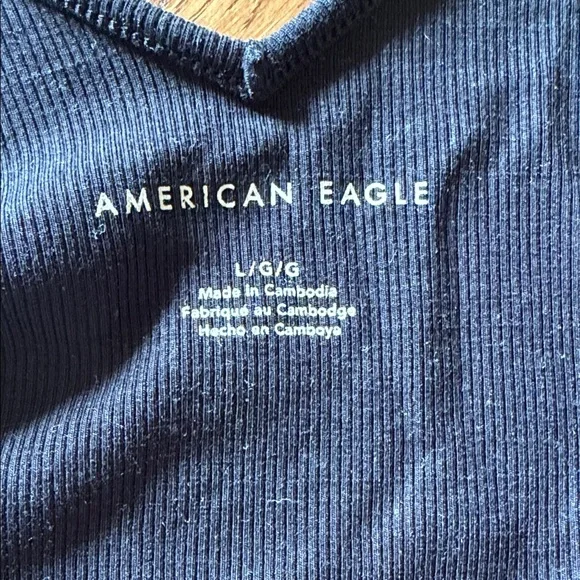 AMERICAN EAGLE
L/G/G
Made in Cambodia
Fabriqué au Cambodge
Hecho en Camboya